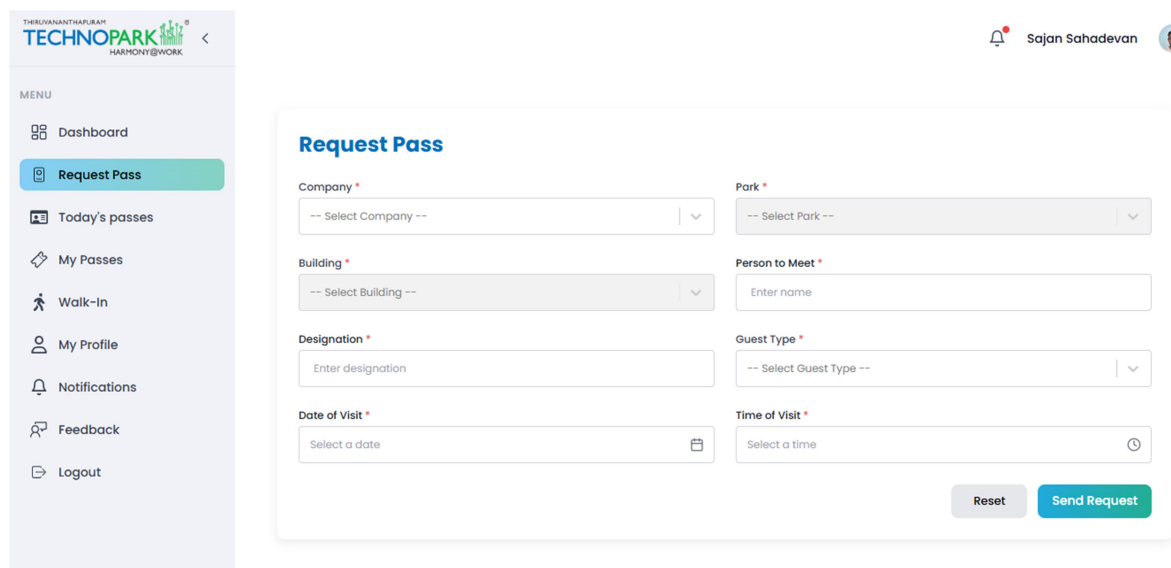 THIRUVANANTHAPURAM
TECHNOPARK®
HARMONY@WORK
Sajan Sahadevan
MENU
Dashboard
Request Pass
Today's passes
My Passes
Walk-In
My Profile
Notifications
Feedback
Logout
Request Pass
Company *
Park *
-- Select Company --
-- Select Park --
Building *
Person to Meet *
-- Select Building --
Enter name
Designation *
Guest Type *
Enter designation
-- Select Guest Type --
Date of Visit *
Time of Visit *
Select a date
Select a time
Reset
Send Request